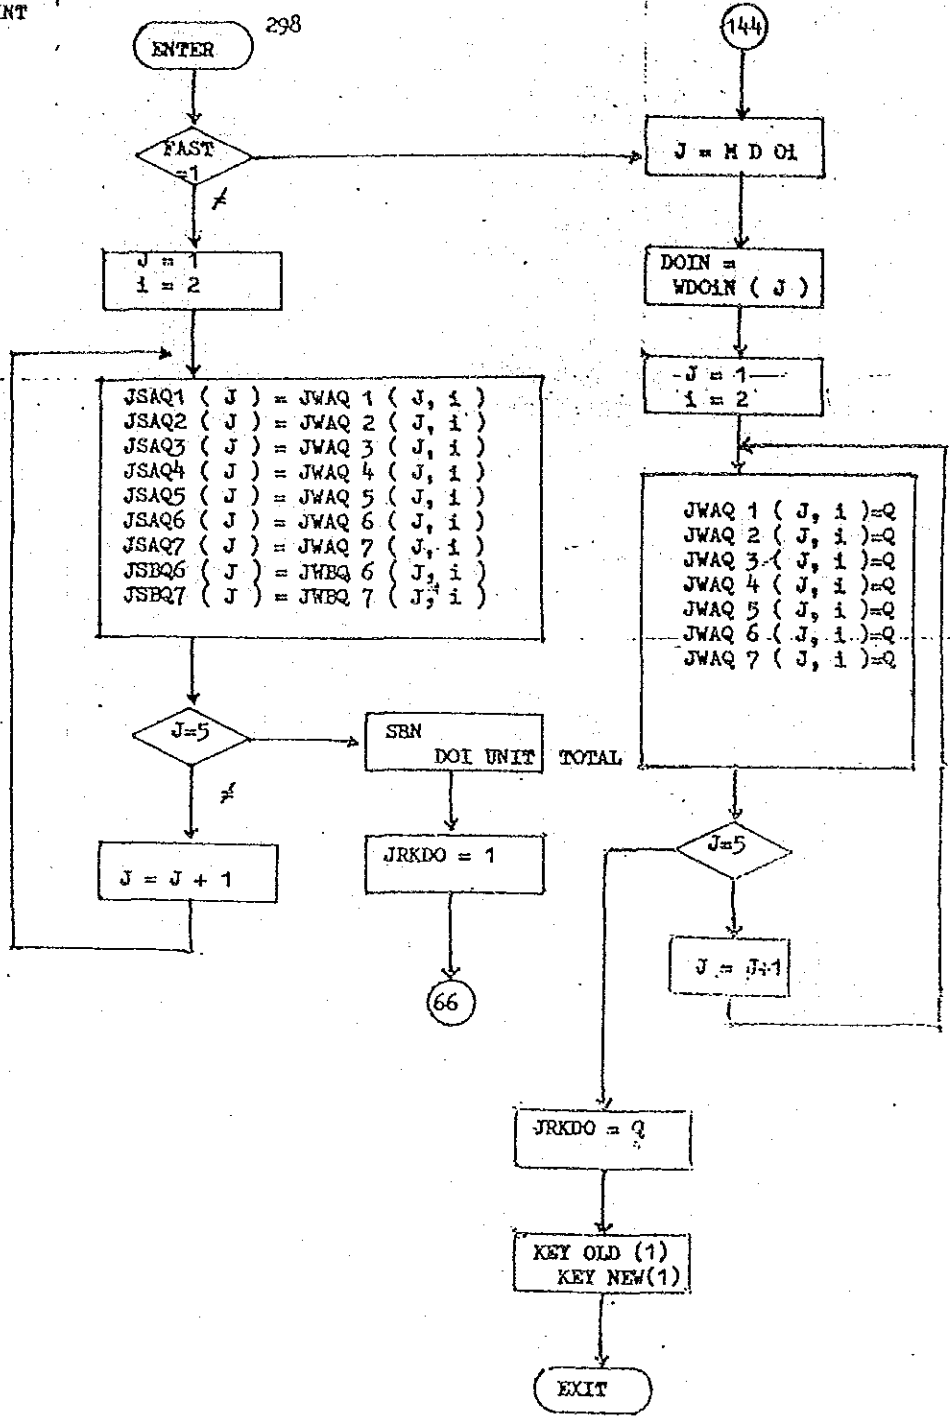 NT
298
ENTER
FAST
=1
≠
J = 1
i = 2
JSAQ1 ( J ) = JWAQ 1 ( J, i )
JSAQ2 ( J ) = JWAQ 2 ( J, i )
JSAQ3 ( J ) = JWAQ 3 ( J, i )
JSAQ4 ( J ) = JWAQ 4 ( J, i )
JSAQ5 ( J ) = JWAQ 5 ( J, i )
JSAQ6 ( J ) = JWAQ 6 ( J, i )
JSAQ7 ( J ) = JWAQ 7 ( J, i )
JSBQ6 ( J ) = JWBQ 6 ( J, i )
JSBQ7 ( J ) = JWBQ 7 ( J, i )
J=5
≠
J = J + 1
SBN
DOI UNIT TOTAL
JRKDO = 1
66
144
J = M D Oi
DOIN =
WDOiN ( J )
J = 1
i = 2
JWAQ 1 ( J, i )=Q
JWAQ 2 ( J, i )=Q
JWAQ 3 ( J, i )=Q
JWAQ 4 ( J, i )=Q
JWAQ 5 ( J, i )=Q
JWAQ 6 ( J, i )=Q
JWAQ 7 ( J, i )=Q
J=5
J = J+1
JRKDO = Q
KEY OLD (1)
KEY NEW(1)
EXIT